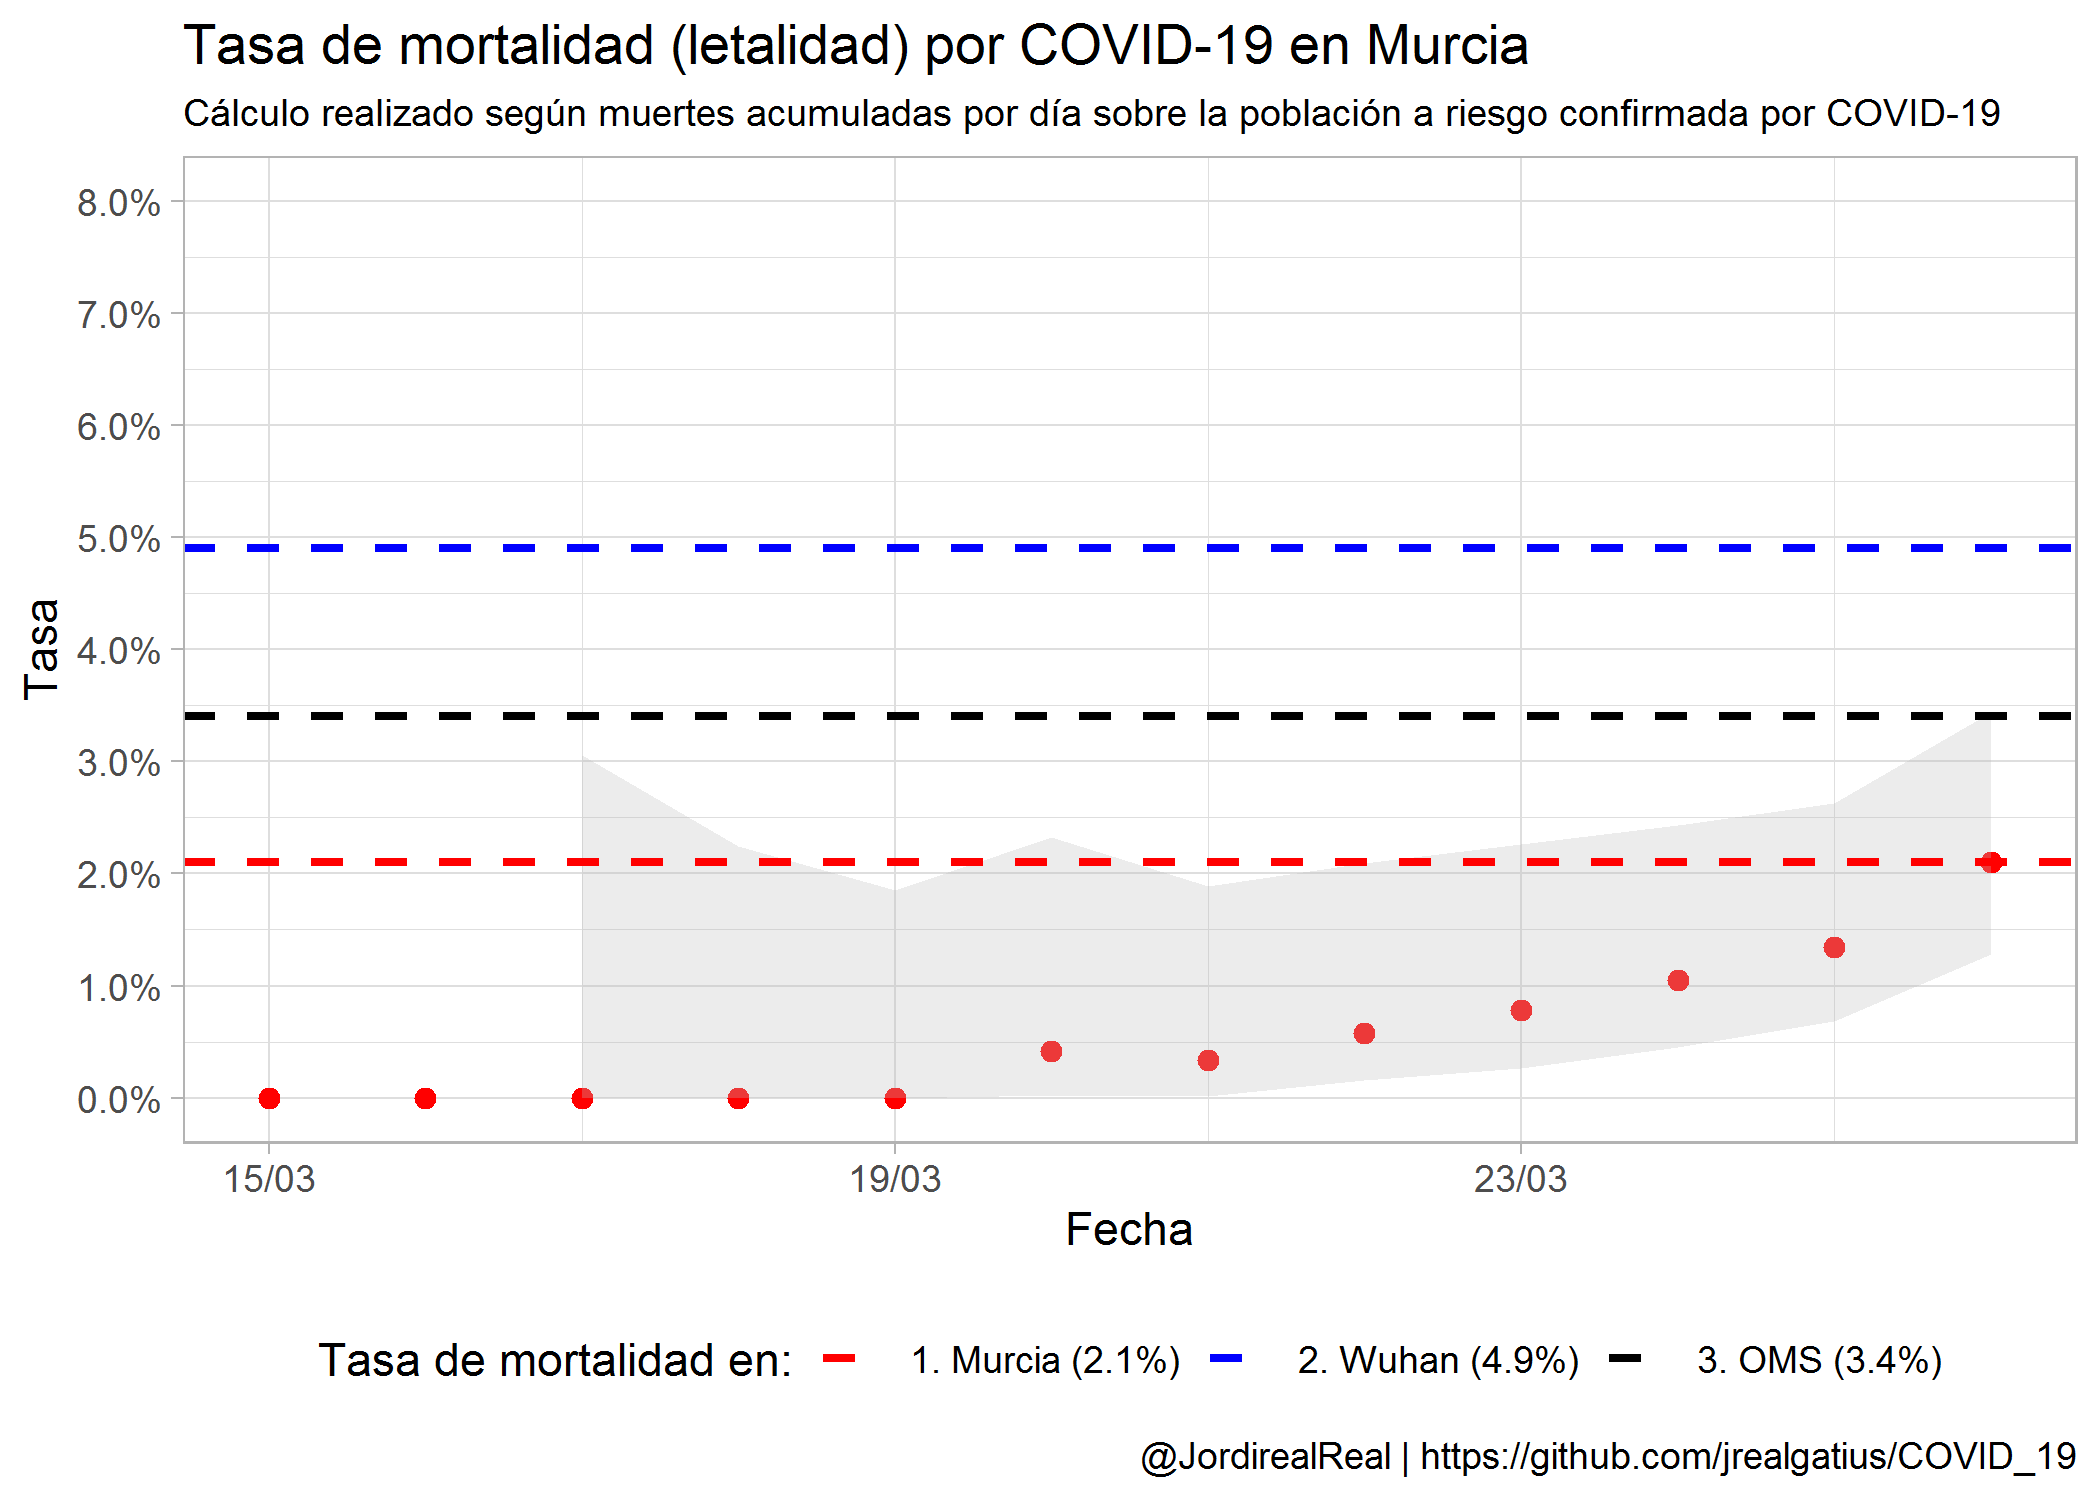 Tasa de mortalidad (letalidad) por COVID-19 en Murcia
Cálculo realizado según muertes acumuladas por día sobre la población a riesgo confirmada por COVID-19
8.0%
7.0%
6.0%
5.0%
4.0%
3.0%
2.0%
1.0%
0.0%
Tasa
15/03 19/03 23/03
Fecha
Tasa de mortalidad en: 1. Murcia (2.1%) 2. Wuhan (4.9%) 3. OMS (3.4%)
@JordirealReal | https://github.com/jrealgatius/COVID_19